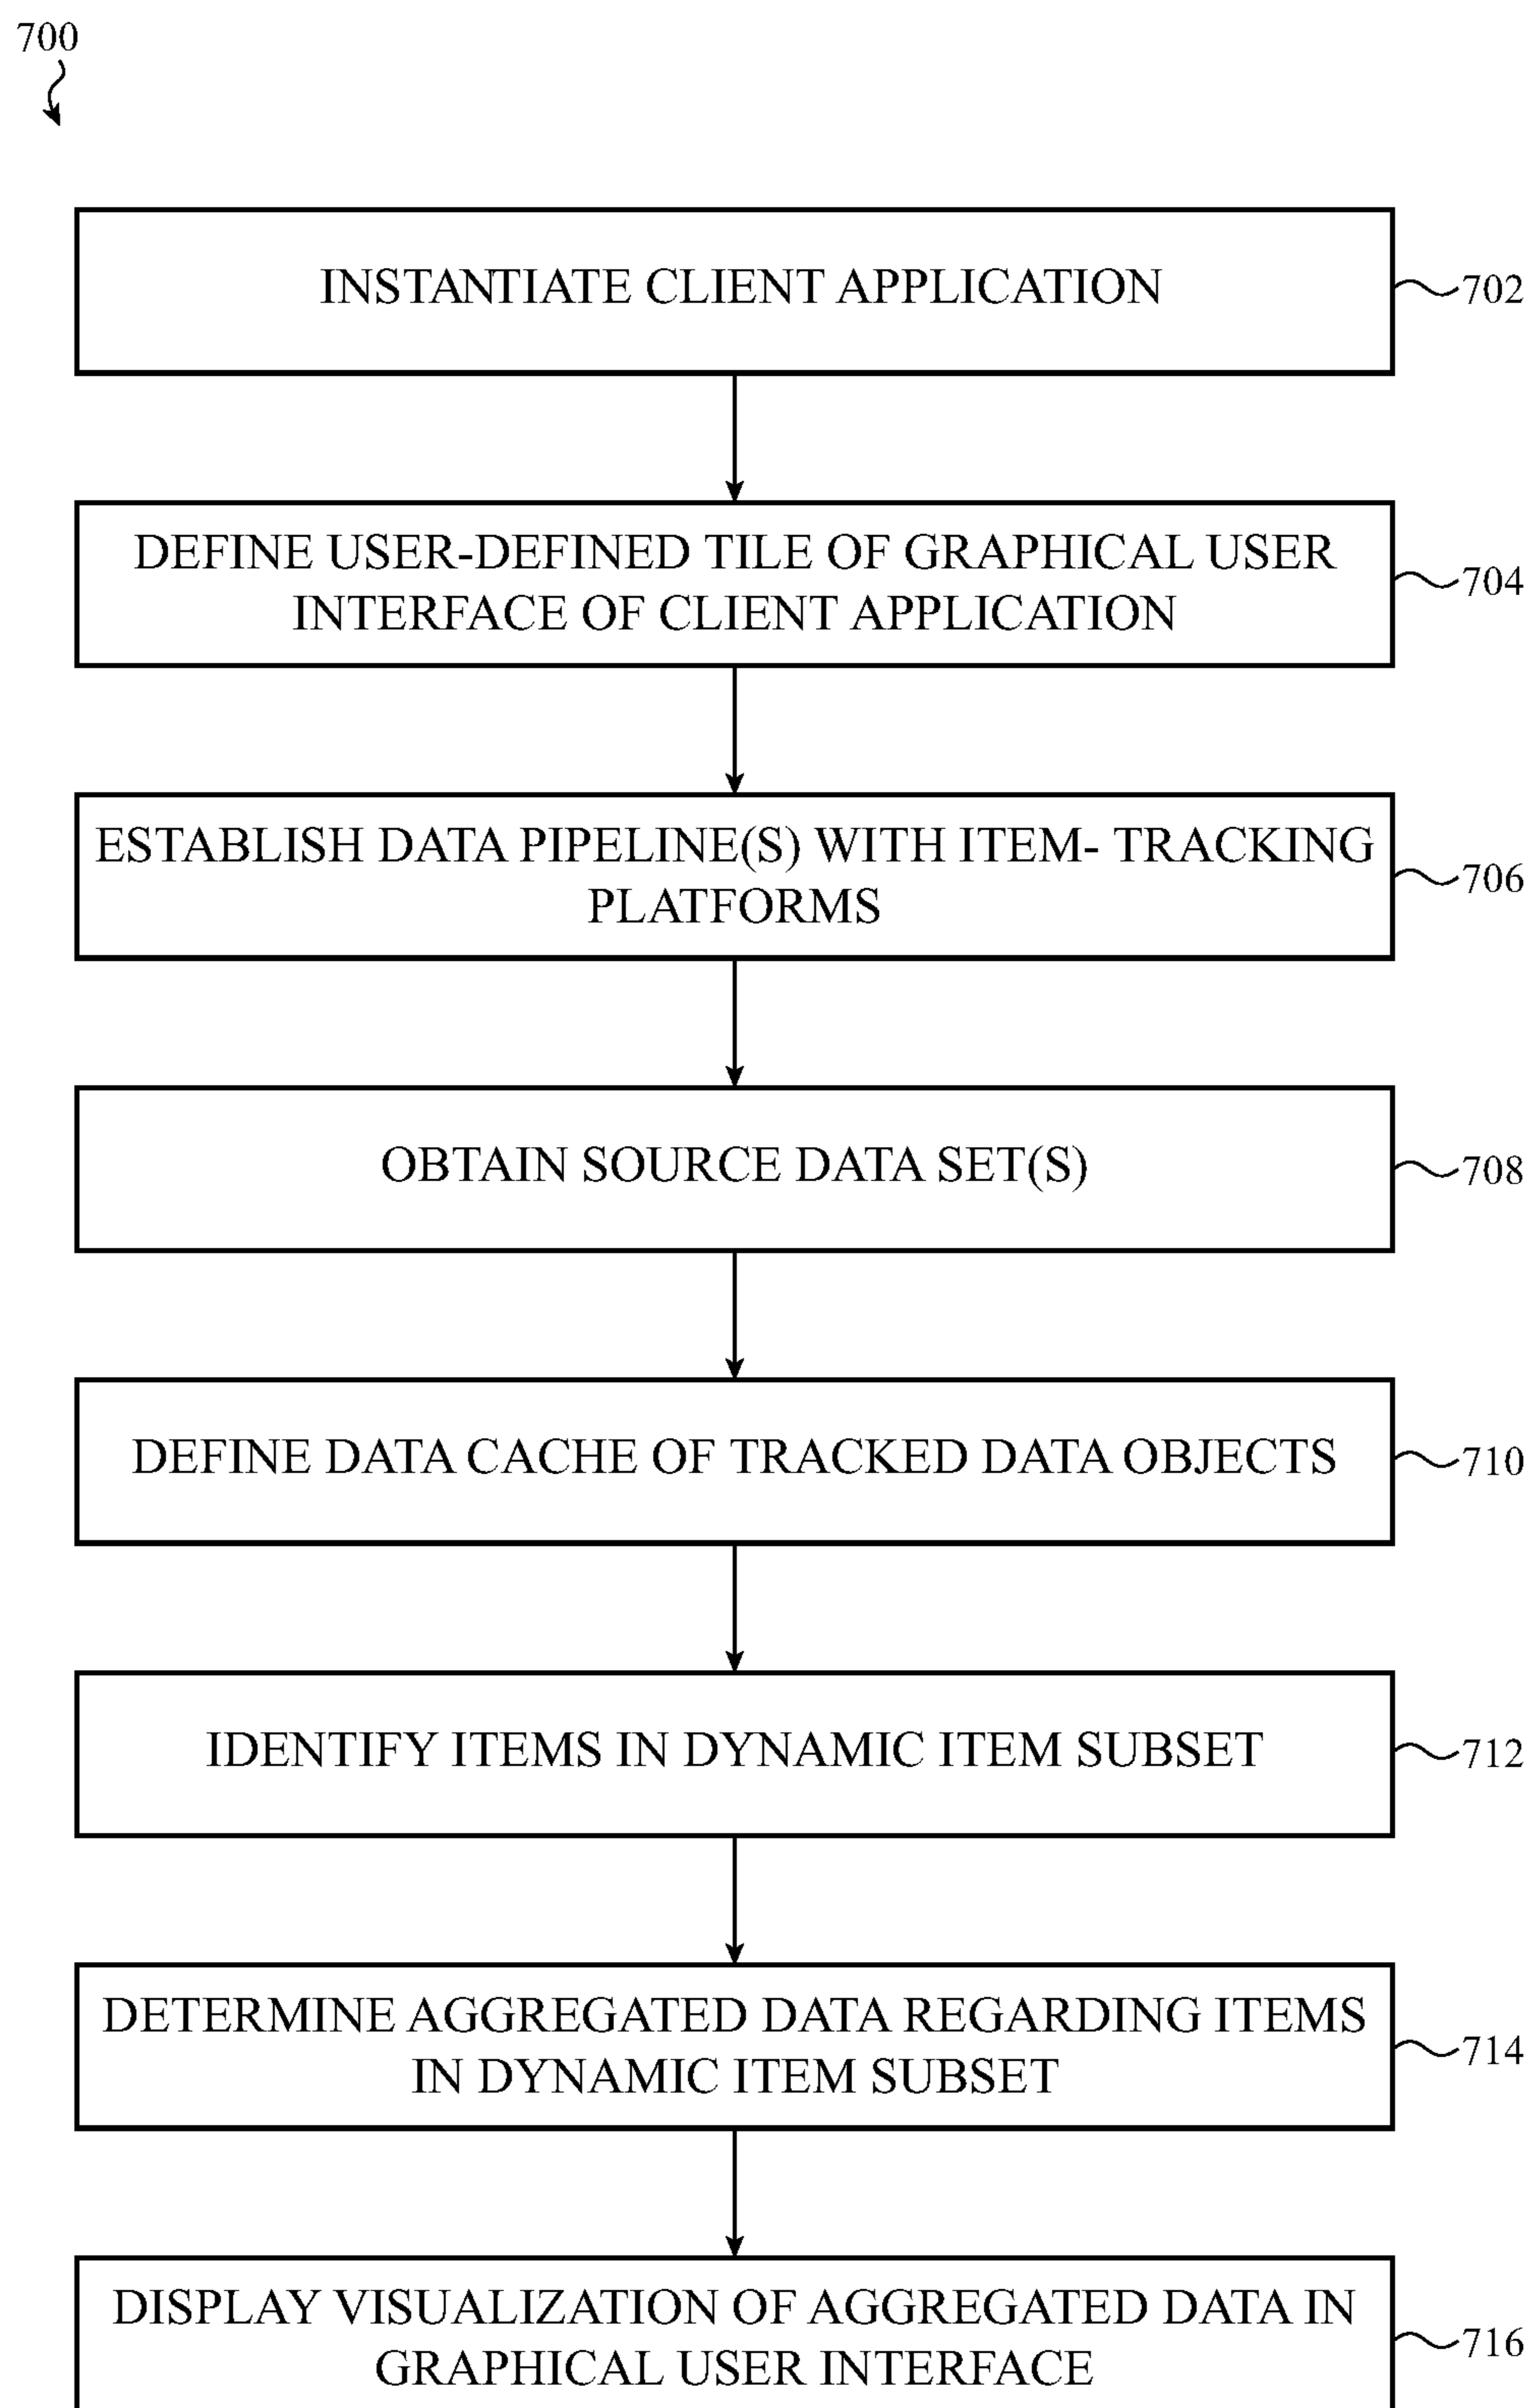 700
INSTANTIATE CLIENT APPLICATION
702
DEFINE USER-DEFINED TILE OF GRAPHICAL USER
INTERFACE OF CLIENT APPLICATION
704
ESTABLISH DATA PIPELINE(S) WITH ITEM- TRACKING
PLATFORMS
706
OBTAIN SOURCE DATA SET(S)
708
DEFINE DATA CACHE OF TRACKED DATA OBJECTS
710
IDENTIFY ITEMS IN DYNAMIC ITEM SUBSET
712
DETERMINE AGGREGATED DATA REGARDING ITEMS
IN DYNAMIC ITEM SUBSET
714
DISPLAY VISUALIZATION OF AGGREGATED DATA IN
GRAPHICAL USER INTERFACE
716